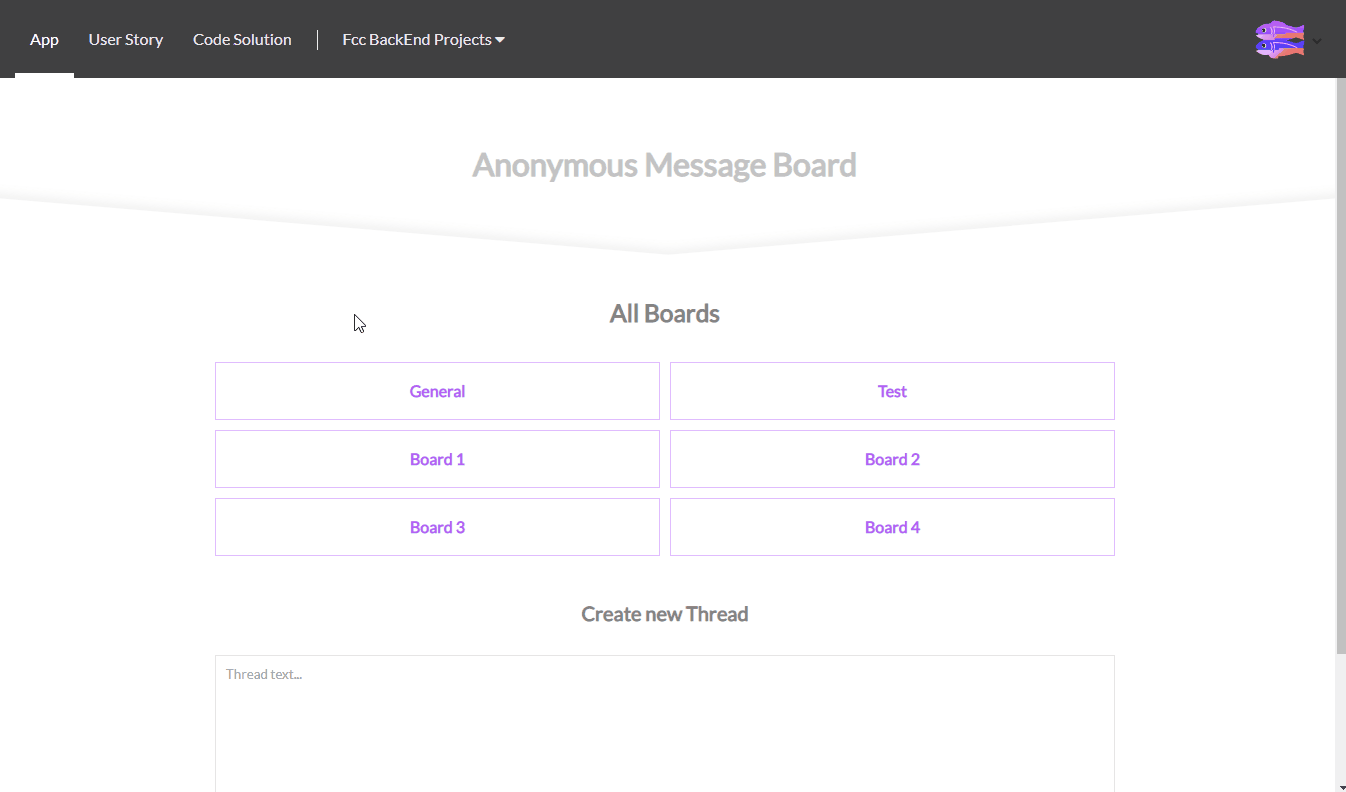 App User Story Code Solution Fcc BackEnd Projects
Anonymous Message Board
All Boards
General Test
Board 1 Board 2
Board 3 Board 4
Create new Thread
Thread text...